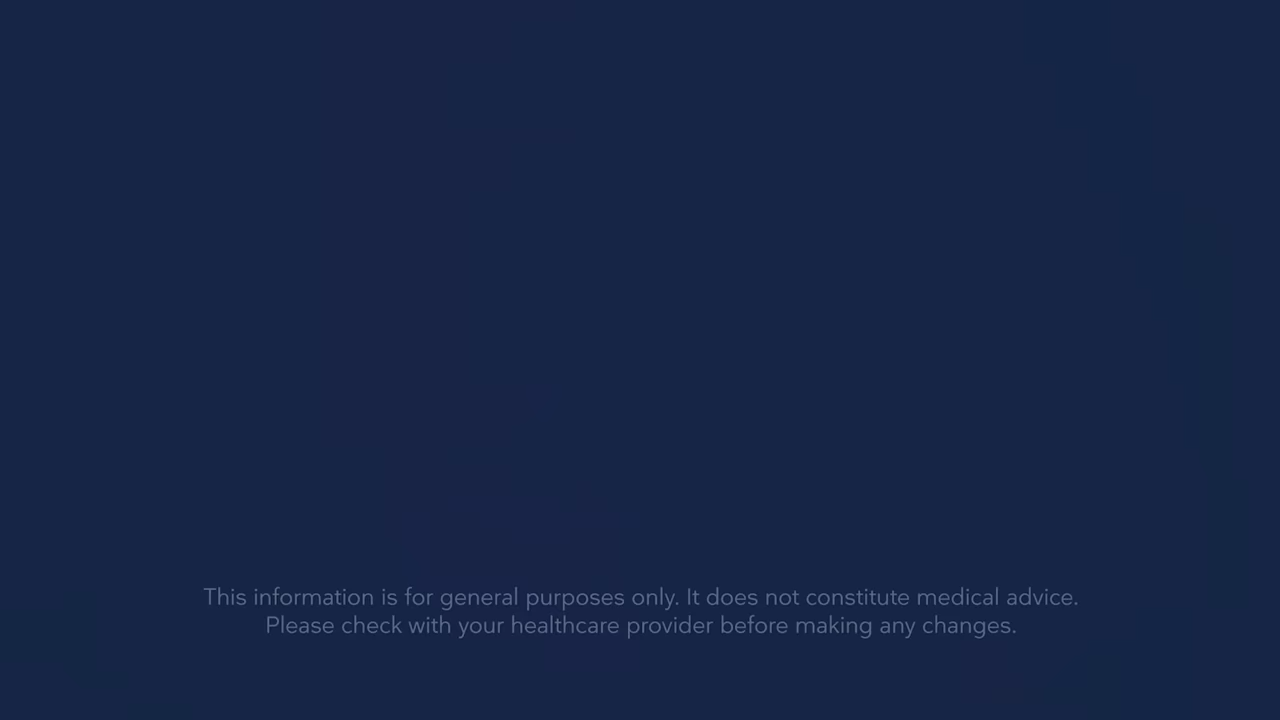 This information is for general purposes only. It does not constitute medical advice.
Please check with your healthcare provider before making any changes.